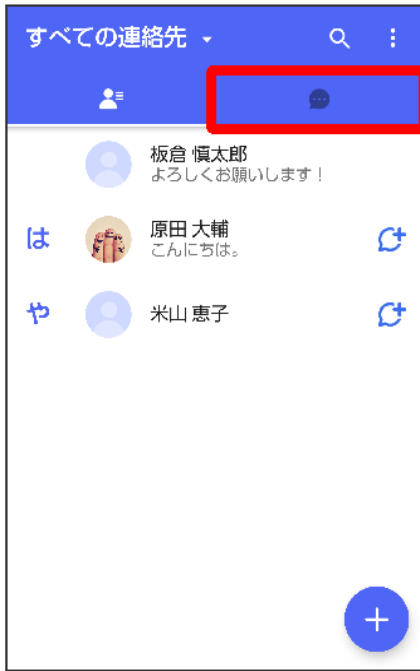 すべての連絡先
板倉 慎太郎
よろしくお願いします！
は
原田 大輔
こんにちは。
や
米山 恵子